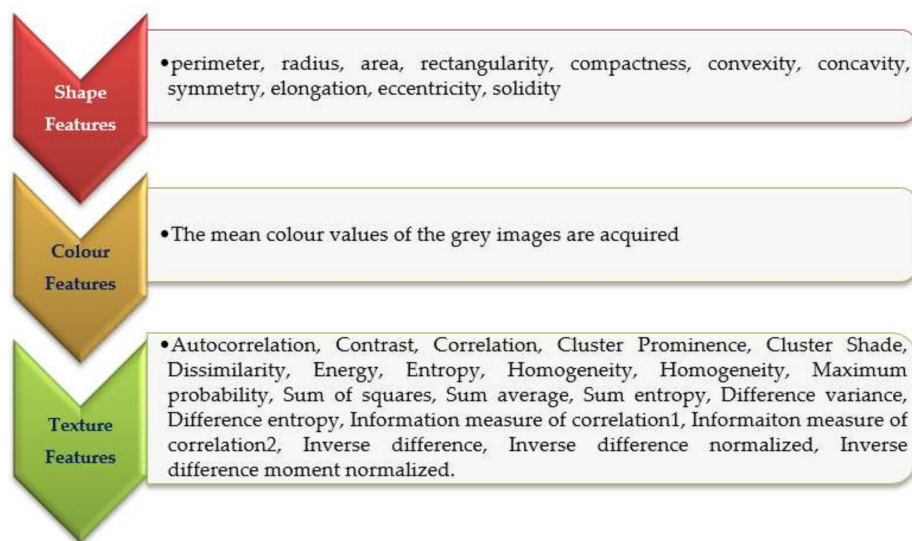 Shape
Features
•perimeter, radius, area, rectangularity, compactness, convexity, concavity,
symmetry, elongation, eccentricity, solidity
Colour
Features
•The mean colour values of the grey images are acquired
Texture
Features
•Autocorrelation, Contrast, Correlation, Cluster Prominence, Cluster Shade,
Dissimilarity, Energy, Entropy, Homogeneity, Homogeneity, Maximum
probability, Sum of squares, Sum average, Sum entropy, Difference variance,
Difference entropy, Information measure of correlation1, Informaiton measure of
correlation2, Inverse difference, Inverse difference normalized, Inverse
difference moment normalized.